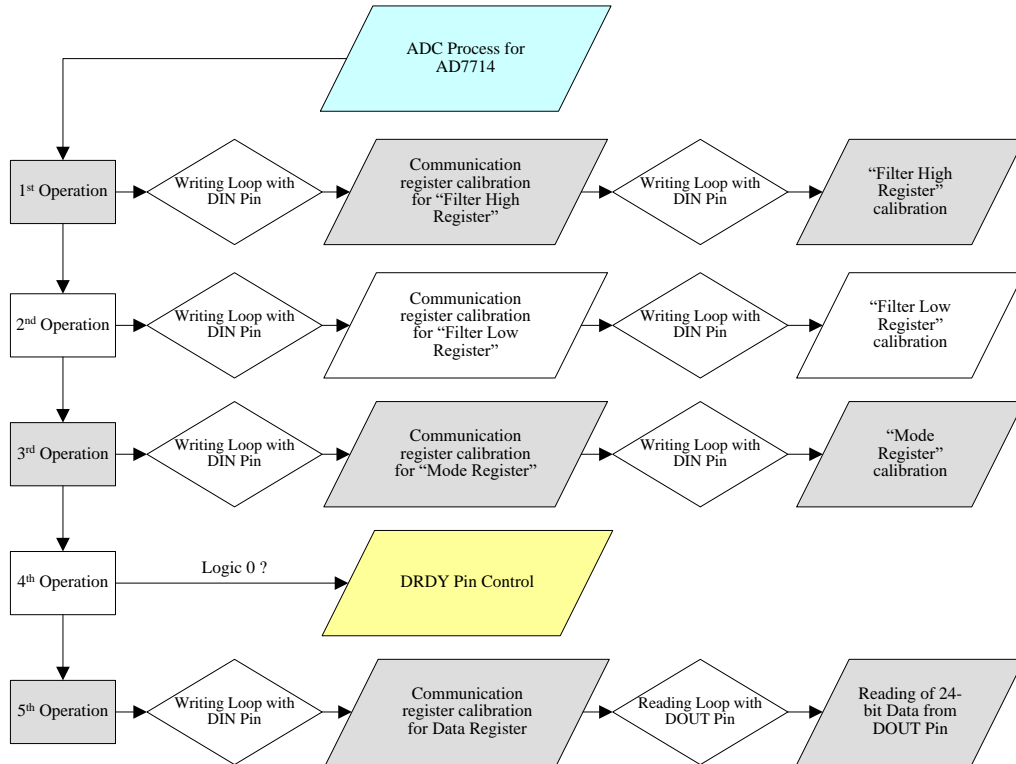 ADC Process for
AD7714
1st Operation
Writing Loop with
DIN Pin
Communication
register calibration
for “Filter High
Register”
Writing Loop with
DIN Pin
“Filter High
Register”
calibration
2nd Operation
Writing Loop with
DIN Pin
Communication
register calibration
for “Filter Low
Register”
Writing Loop with
DIN Pin
“Filter Low
Register”
calibration
3rd Operation
Writing Loop with
DIN Pin
Communication
register calibration
for “Mode Register”
Writing Loop with
DIN Pin
“Mode
Register”
calibration
4th Operation
Logic 0 ?
DRDY Pin Control
5th Operation
Writing Loop with
DIN Pin
Communication
register calibration
for Data Register
Reading Loop with
DOUT Pin
Reading of 24-
bit Data from
DOUT Pin